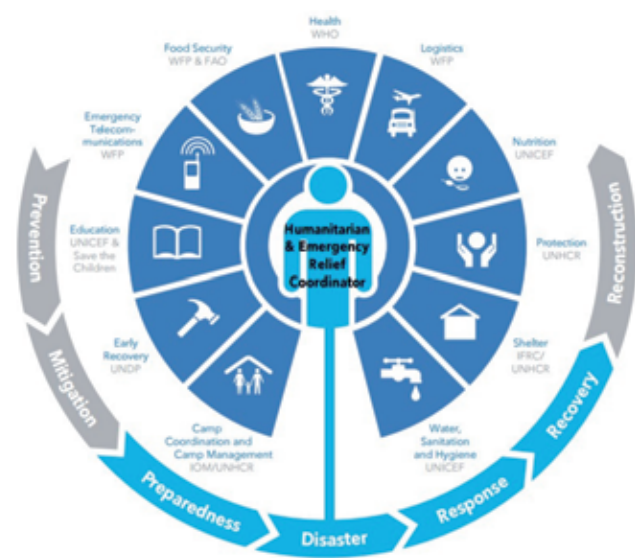 Health
WHO
Food Security
WFP & FAO
Logistics
WFP
Emergency
Telecom-
munications
WFP
Nutrition
UNICEF
Education
UNICEF &
Save the
Children
Protection
UNHCR
Humanitarian
& Emergency
Relief
Coordinator
Early
Recovery
UNDP
Shelter
IFRC/
UNHCR
Camp
Coordination and
Camp Management
IOM/UNHCR
Water,
Sanitation
and Hygiene
UNICEF
Prevention
Mitigation
Preparedness
Disaster
Response
Recovery
Reconstruction